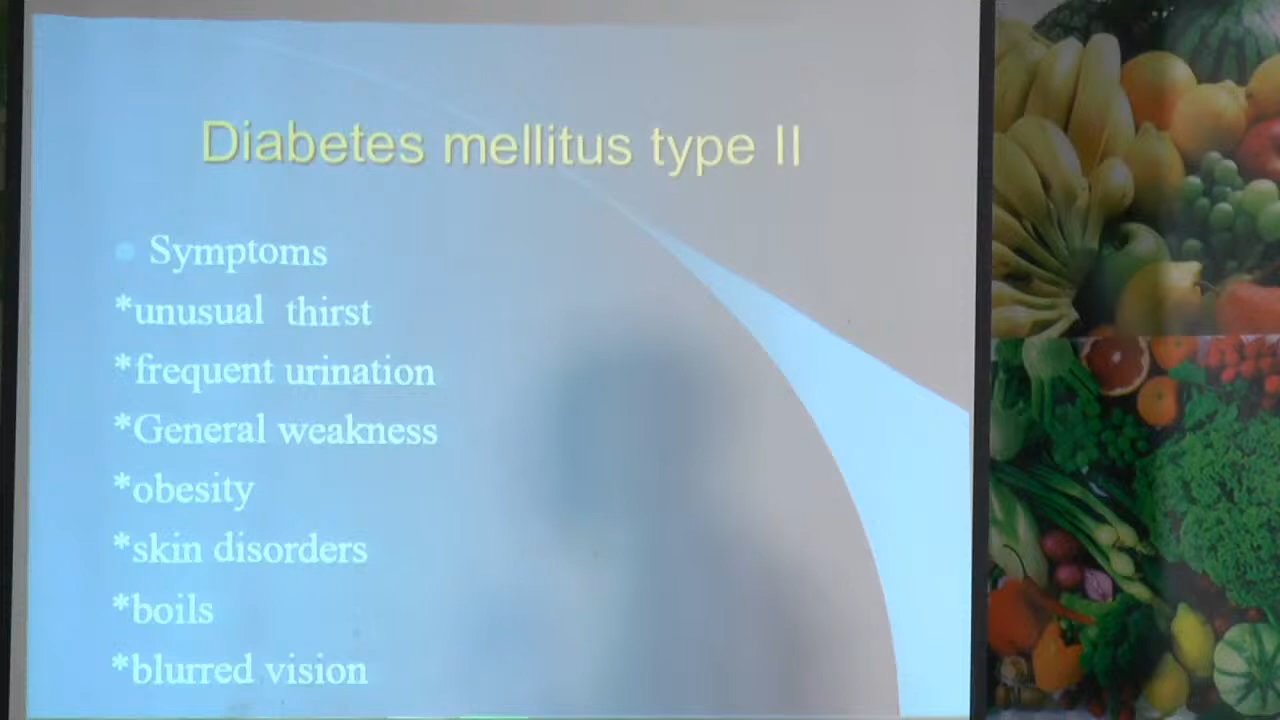 Diabetes mellitus type II
Symptoms
*unusual thirst
*frequent urination
*General weakness
*obesity
*skin disorders
*boils
*blurred vision